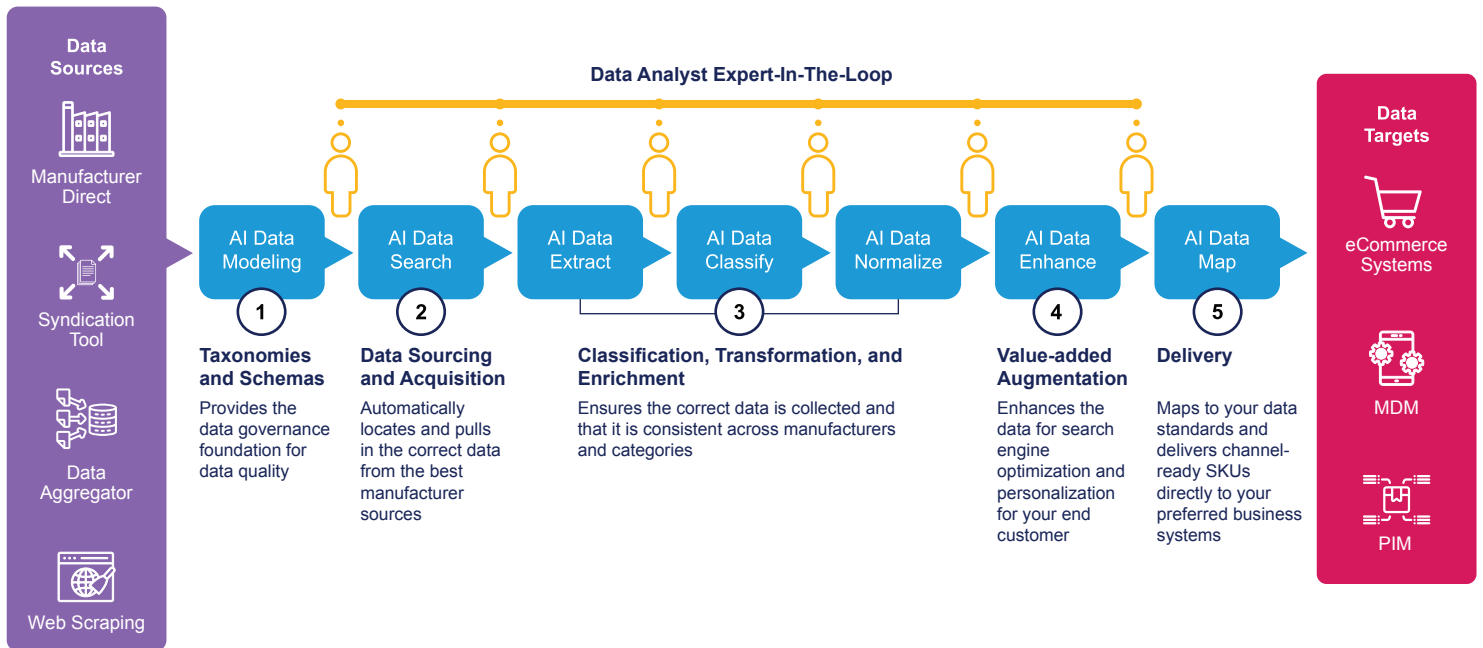 Data
Sources
Manufacturer
Direct
Syndication
Tool
Data
Aggregator
Web Scraping
Data Analyst Expert-In-The-Loop
AI Data
Modeling
AI Data
Search
AI Data
Extract
AI Data
Classify
AI Data
Normalize
AI Data
Enhance
AI Data
Map
1
Taxonomies
and Schemas
Provides the
data governance
foundation for
data quality
2
Data Sourcing
and Acquisition
Automatically
locates and pulls
in the correct data
from the best
manufacturer
sources
3
Classification, Transformation, and
Enrichment
Ensures the correct data is collected and
that it is consistent across manufacturers
and categories
4
Value-added
Augmentation
Enhances the
data for search
engine
optimization and
personalization
for your end
customer
5
Delivery
Maps to your data
standards and
delivers channel-
ready SKUs
directly to your
preferred business
systems
Data
Targets
eCommerce
Systems
MDM
PIM